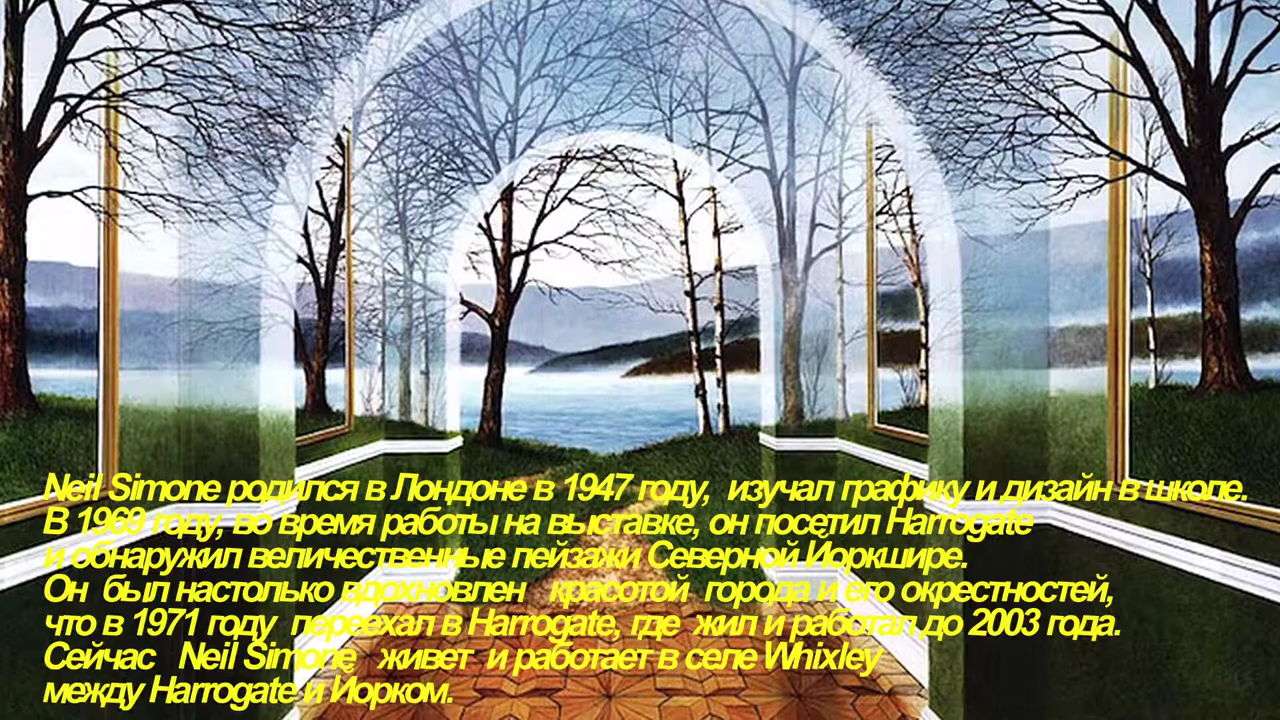 Neil Simone родился в Лондоне в 1947 году, изучал графику и дизайн в школе.
В 1969 году, во время работы на выставке, он посетил Harrogate
и обнаружил величественные пейзажи Северной Йоркшире.
Он был настолько вдохновлен красотой города и его окрестностей,
что в 1971 году переехал в Harrogate, где жил и работал до 2003 года.
Сейчас Neil Simone живет и работает в селе Whixley
между Harrogate и Йорком.